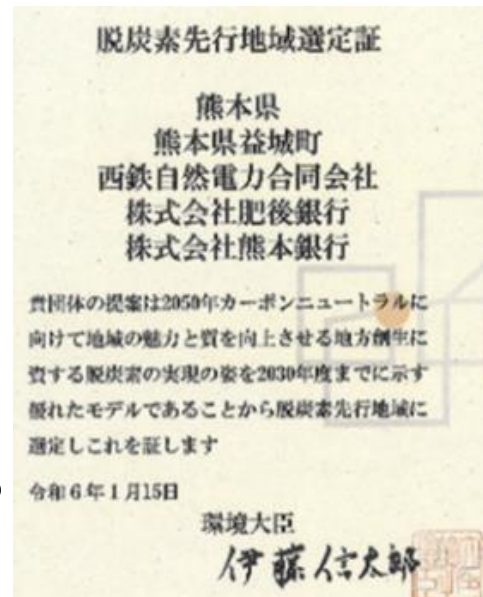 脱炭素先行地域選定証
熊本県
熊本県益城町
西鉄自然電力合同会社
株式会社肥後銀行
株式会社熊本銀行
貴団体の提案は2050年カーボンニュートラルに
向けて地域の魅力と質を向上させる地方創生に
資する脱炭素の実現の姿を2030年度までに示す
優れたモデルであることから脱炭素先行地域に
選定しこれを証します
令和6年1月15日
環境大臣
伊藤信太郎